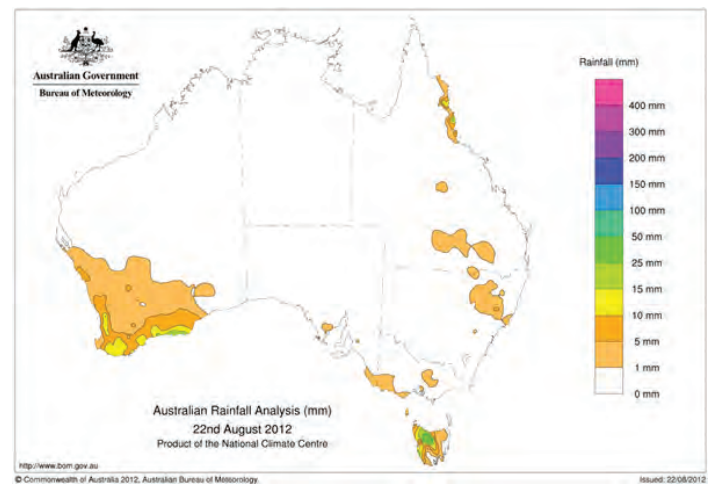 Australian Government
Bureau of Meteorology
Rainfall (mm)
400 mm
300 mm
200 mm
150 mm
100 mm
50 mm
25 mm
15 mm
10 mm
5 mm
1 mm
0 mm
Australian Rainfall Analysis (mm)
22nd August 2012
Product of the National Climate Centre
http://www.bom.gov.au
© Commonwealth of Australia 2012, Australian Bureau of Meteorology
Issued: 22/08/2012